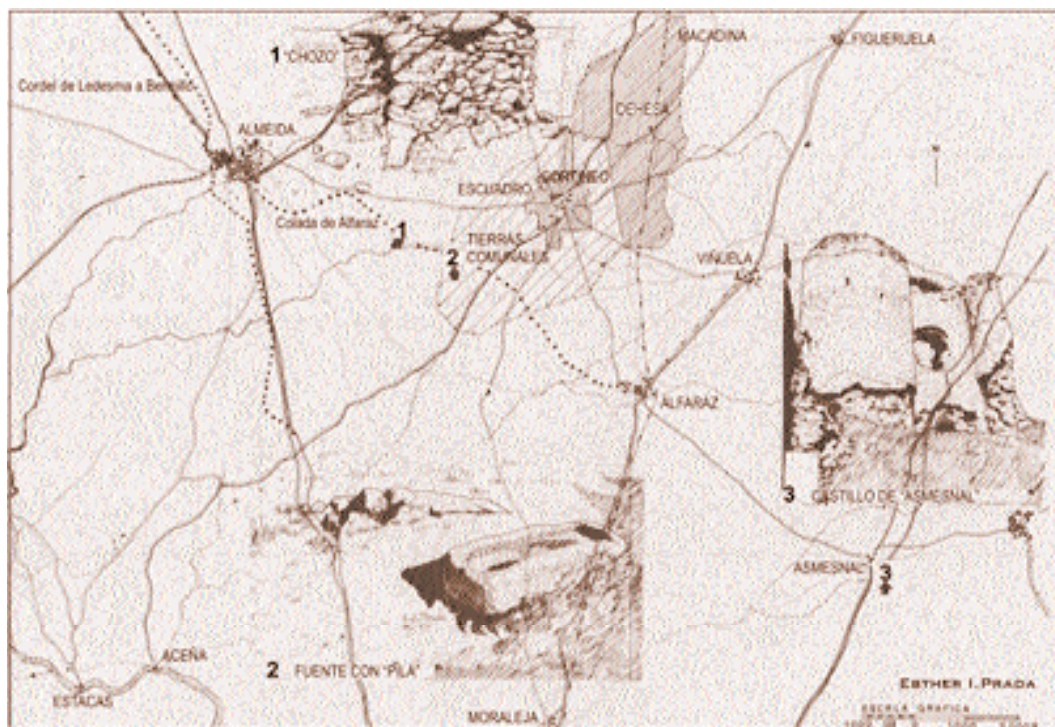 1 "CHOZO"
MACADINA
FIGUERUELA
Cordel de Ledesma a Bermillo
DEHESA
ALMEIDA
CORTINEO
ESCUADRO
Colada de Alfaraz
1
TIERRAS
COMUNALES
2
VIÑUELA
ALFARAZ
3 CASTILLO DE "ASMESNAL"
ASMESNAL
3
ACEÑA
2 FUENTE CON "PILA"
ESTACAS
MORALEJA
ESTHER I. PRADA
ESCALA GRAFICA